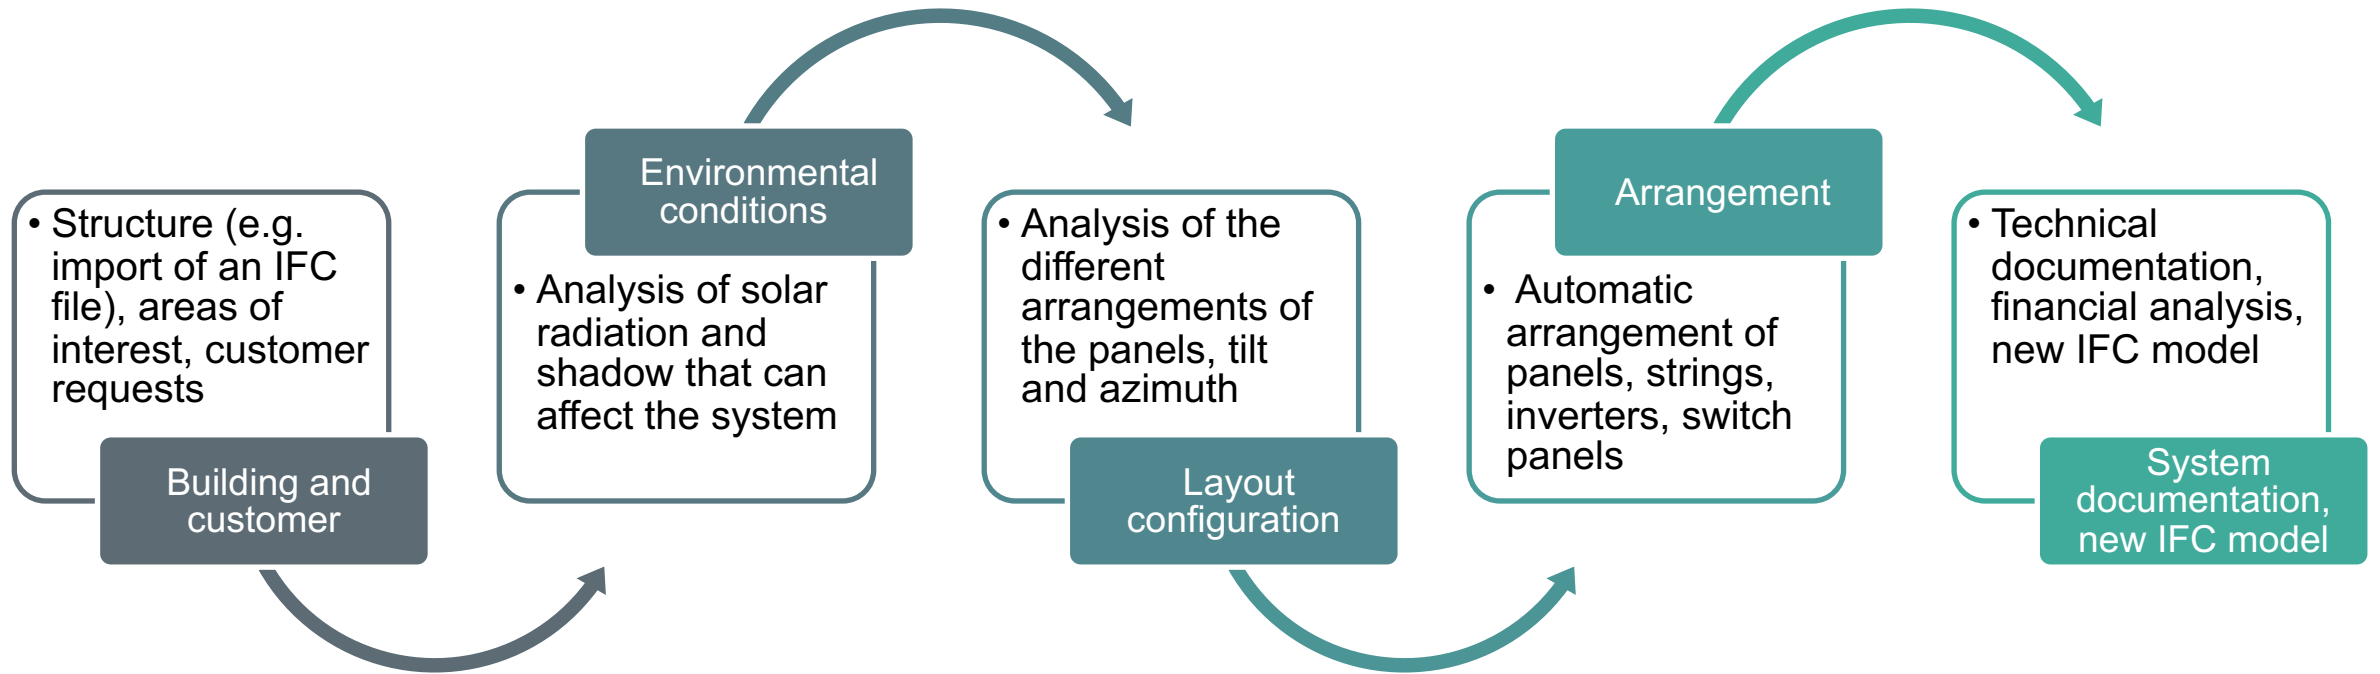 • Structure (e.g.
import of an IFC
file), areas of
interest, customer
requests
Building and
customer
Environmental
conditions
• Analysis of solar
radiation and
shadow that can
affect the system
• Analysis of the
different
arrangements of
the panels, tilt
and azimuth
Layout
configuration
Arrangement
• Automatic
arrangement of
panels, strings,
inverters, switch
panels
• Technical
documentation,
financial analysis,
new IFC model
System
documentation,
new IFC model